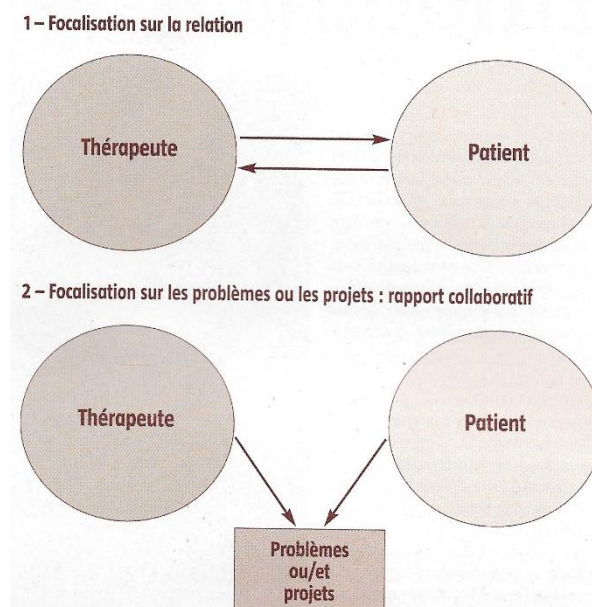 1 – Focalisation sur la relation
Thérapeute
Patient
2 – Focalisation sur les problèmes ou les projets : rapport collaboratif
Thérapeute
Patient
Problèmes
ou/et
projets